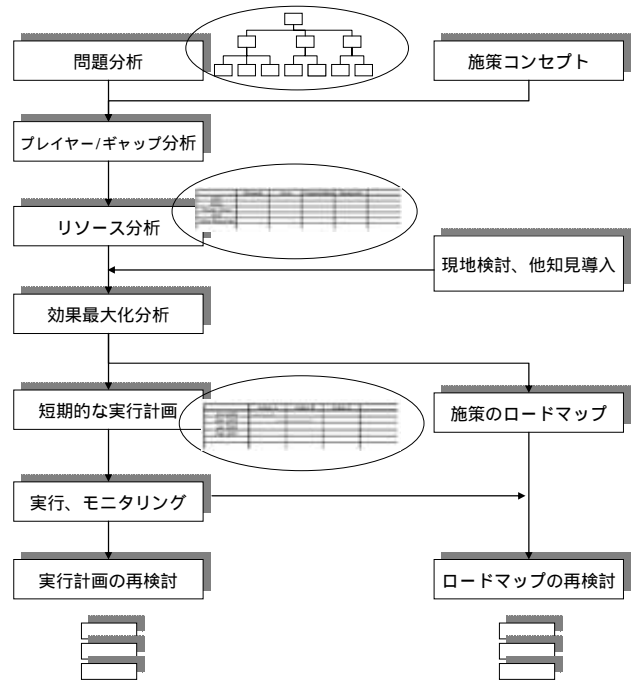 問題分析
施策コンセプト
プレイヤー/ギャップ分析
リソース分析
現地検討、他知見導入
効果最大化分析
短期的な実行計画
施策のロードマップ
実行、モニタリング
実行計画の再検討
ロードマップの再検討